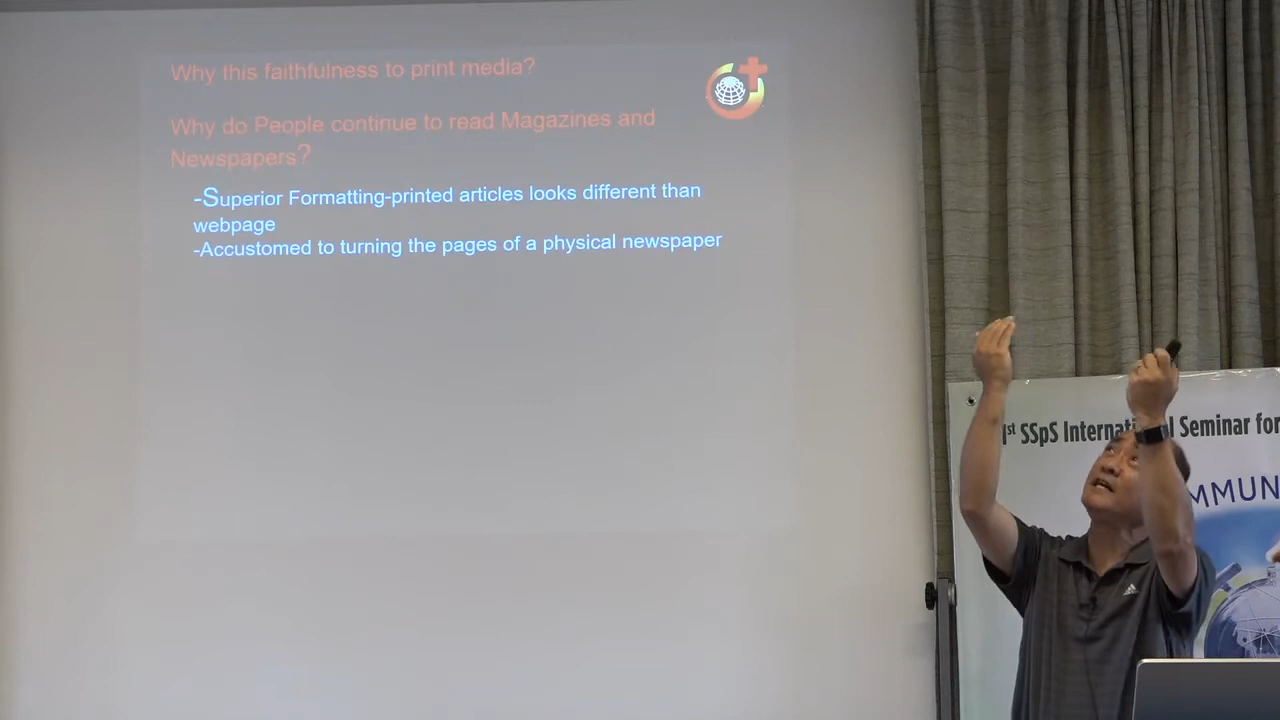 Why this faithfulness to print media?
Why do People continue to read Magazines and
Newspapers?
-Superior Formatting-printed articles looks different than
webpage
-Accustomed to turning the pages of a physical newspaper
1st SSpS International Seminar for
MMUN